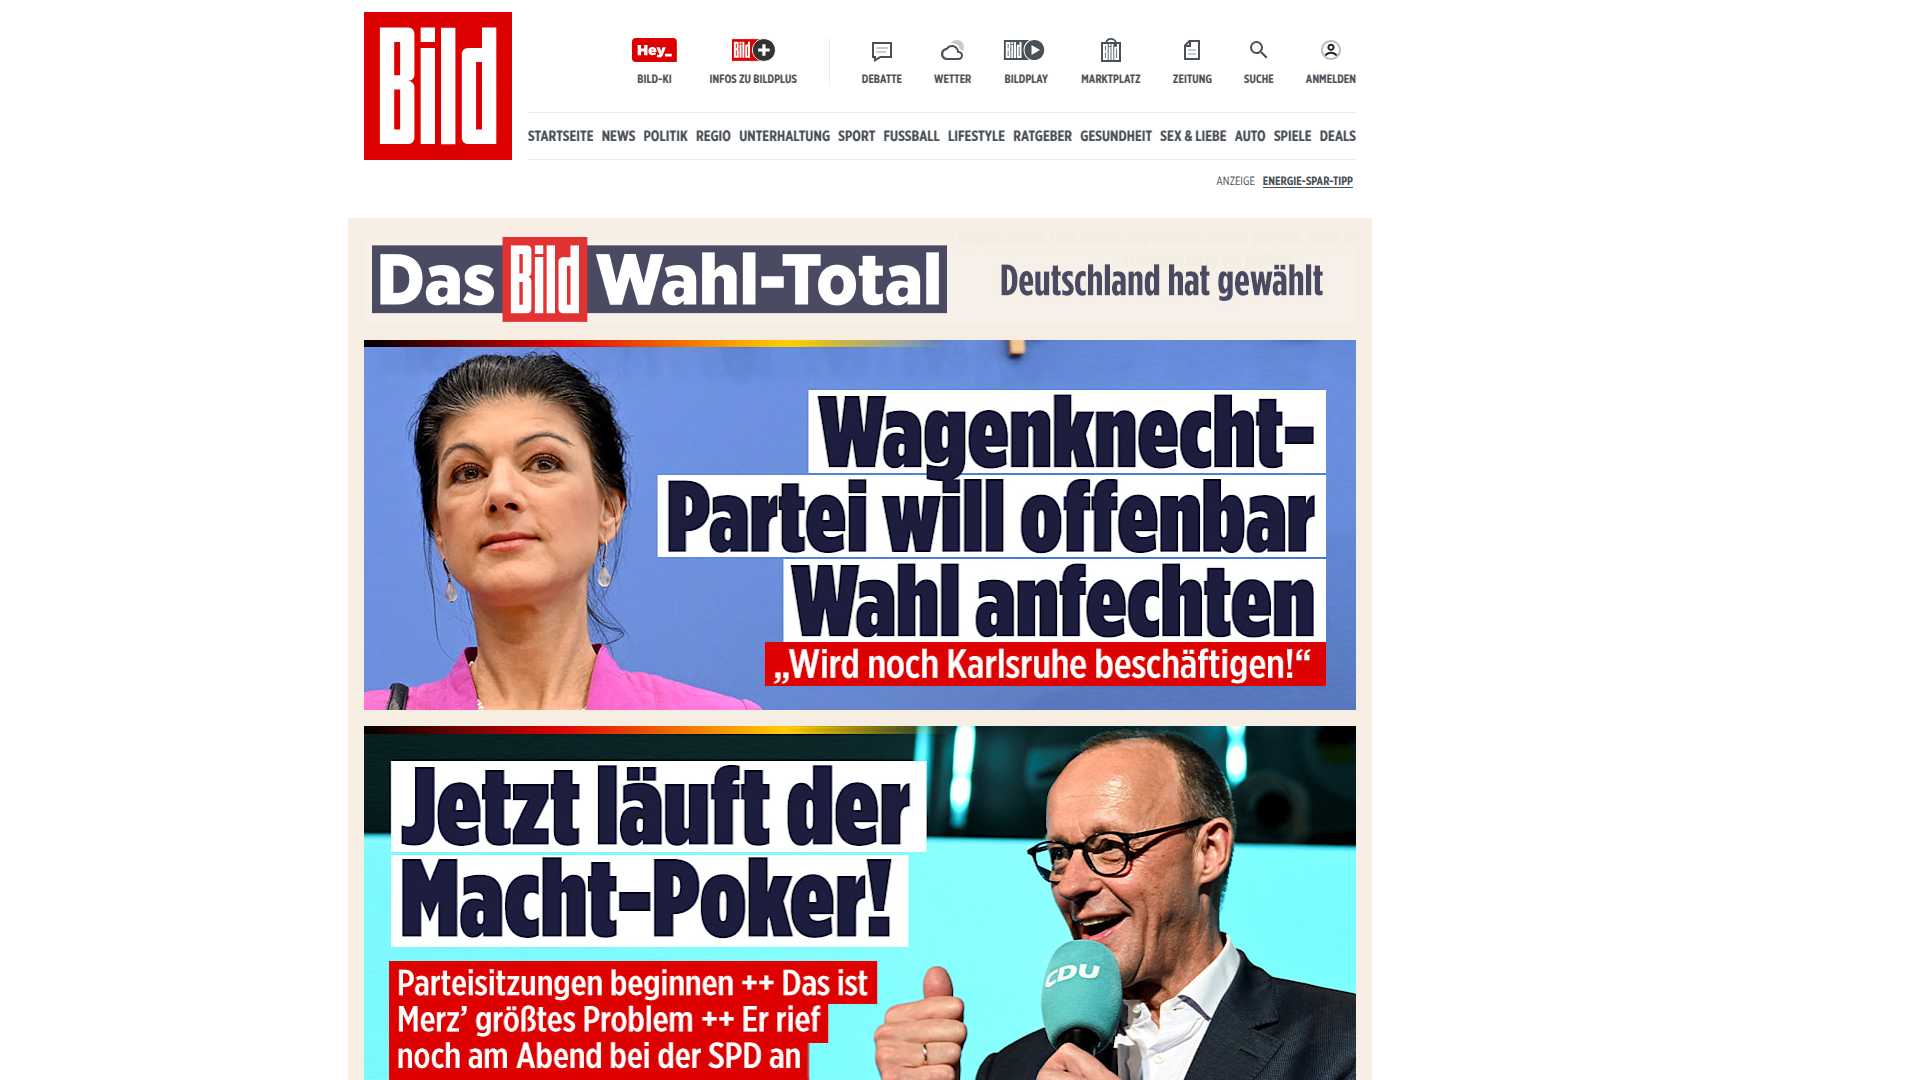 Bild
Hey_
BILD-KI
Bild+
INFOS ZU BILDPLUS
DEBATTE
WETTER
Bild
BILDPLAY
Bild
MARKTPLATZ
ZEITUNG
SUCHE
ANMELDEN
STARTSEITE NEWS POLITIK REGIO UNTERHALTUNG SPORT FUSSBALL LIFESTYLE RATGEBER GESUNDHEIT SEX & LIEBE AUTO SPIELE DEALS
ANZEIGE ENERGIE-SPAR-TIPP
Das Bild Wahl-Total
Deutschland hat gewählt
Wagenknecht-
Partei will offenbar
Wahl anfechten
„Wird noch Karlsruhe beschäftigen!“
Jetzt läuft der
Macht-Poker!
Parteisitzungen beginnen ++ Das ist
Merz’ größtes Problem ++ Er rief
noch am Abend bei der SPD an
CDU